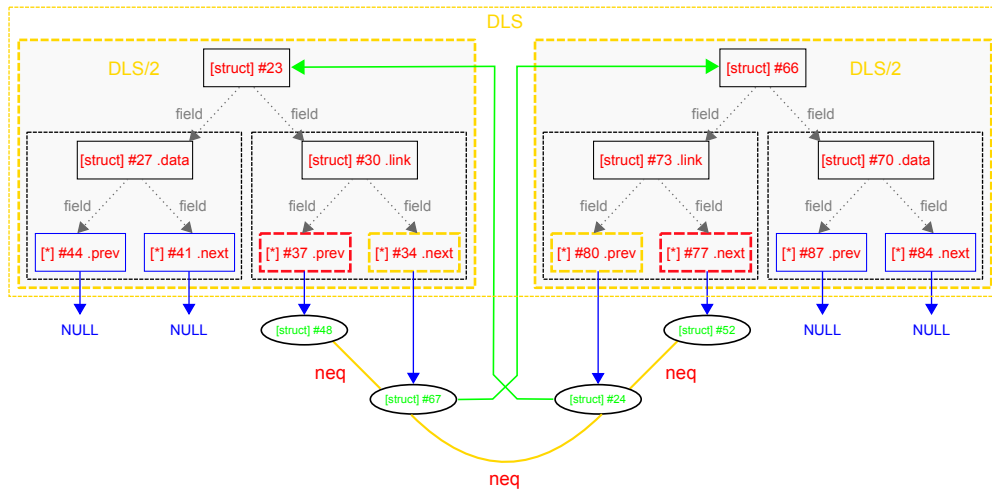 DLS
DLS/2
[struct] #23
[struct] #66
DLS/2
field
field
field
field
[struct] #27 .data
[struct] #30 .link
[struct] #73 .link
[struct] #70 .data
field
field
field
field
field
field
field
field
[*] #44 .prev
[*] #41 .next
[*] #37 .prev
[*] #34 .next
[*] #80 .prev
[*] #77 .next
[*] #87 .prev
[*] #84 .next
NULL
NULL
[struct] #48
[struct] #52
NULL
NULL
neq
neq
[struct] #67
[struct] #24
neq